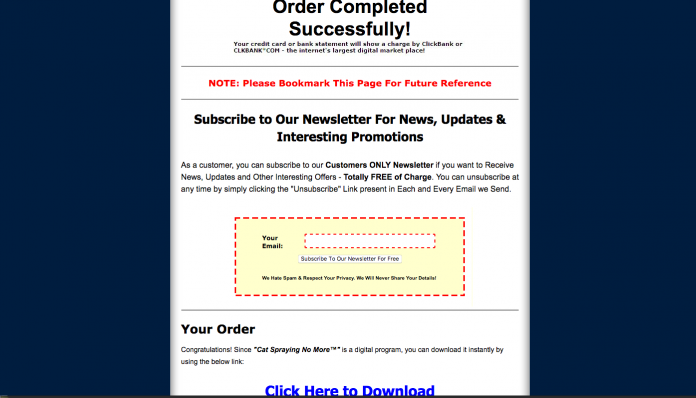 Order Completed
Successfully!
Your credit card or bank statement will show a charge by ClickBank or
CLKBANK*COM - the internet's largest digital market place!
NOTE: Please Bookmark This Page For Future Reference
Subscribe to Our Newsletter For News, Updates &
Interesting Promotions
As a customer, you can subscribe to our Customers ONLY Newsletter if you want to Receive
News, Updates and Other Interesting Offers - Totally FREE of Charge. You can unsubscribe at
any time by simply clicking the "Unsubscribe" Link present in Each and Every Email we Send.
Your
Email:
Subscribe To Our Newsletter For Free
We Hate Spam & Respect Your Privacy. We Will Never Share Your Details!
Your Order
Congratulations! Since "Cat Spraying No More™" is a digital program, you can download it instantly by
using the below link:
Click Here to Download